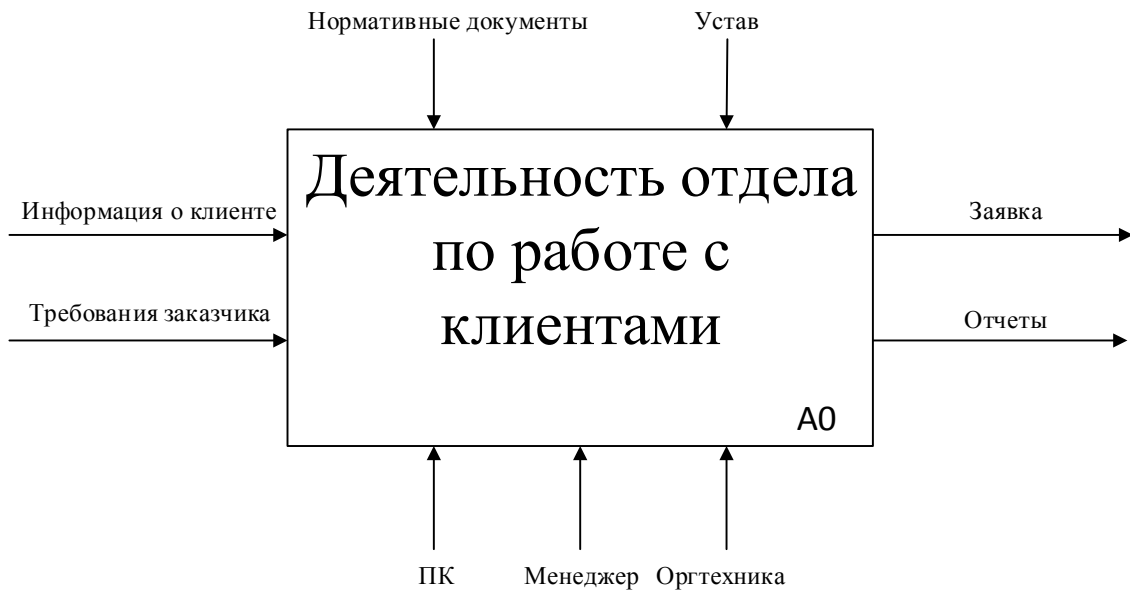 Нормативные документы
Устав
Деятельность отдела
по работе с
клиентами
Информация о клиенте
Заявка
Требования заказчика
Отчеты
A0
ПК
Менеджер
Оргтехника